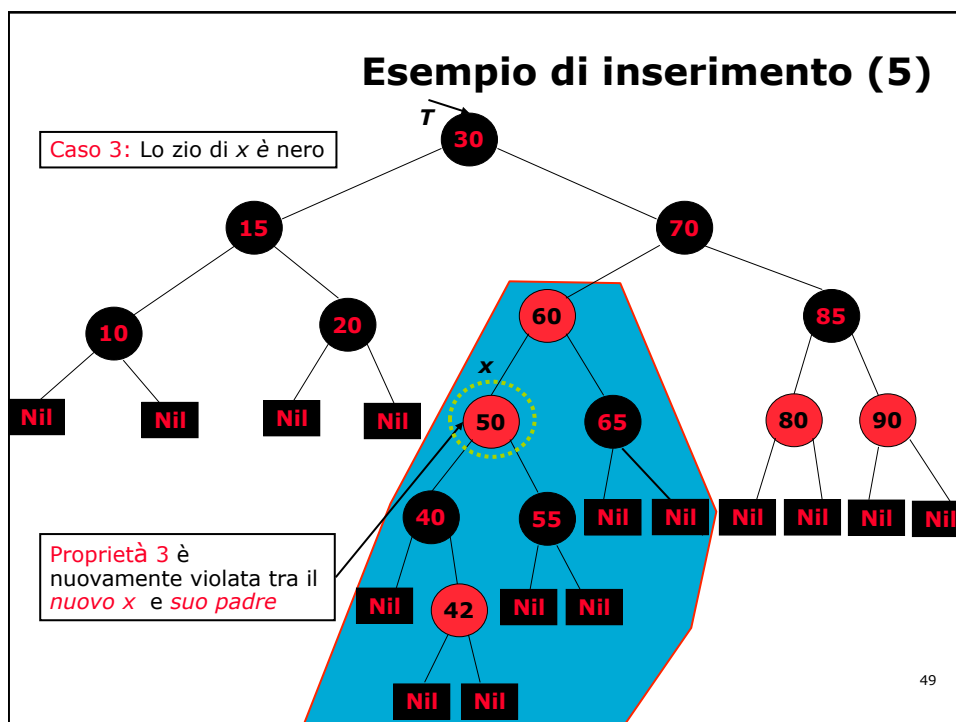 Esempio di inserimento (5)
T
30
Caso 3: Lo zio di x è nero
15
70
10
20
60
85
x
Nil
Nil
Nil
Nil
50
65
80
90
40
55
Nil
Nil
Nil
Nil
Nil
Nil
Proprietà 3 è
nuovamente violata tra il
nuovo x e suo padre
Nil
42
Nil
Nil
Nil
Nil
49